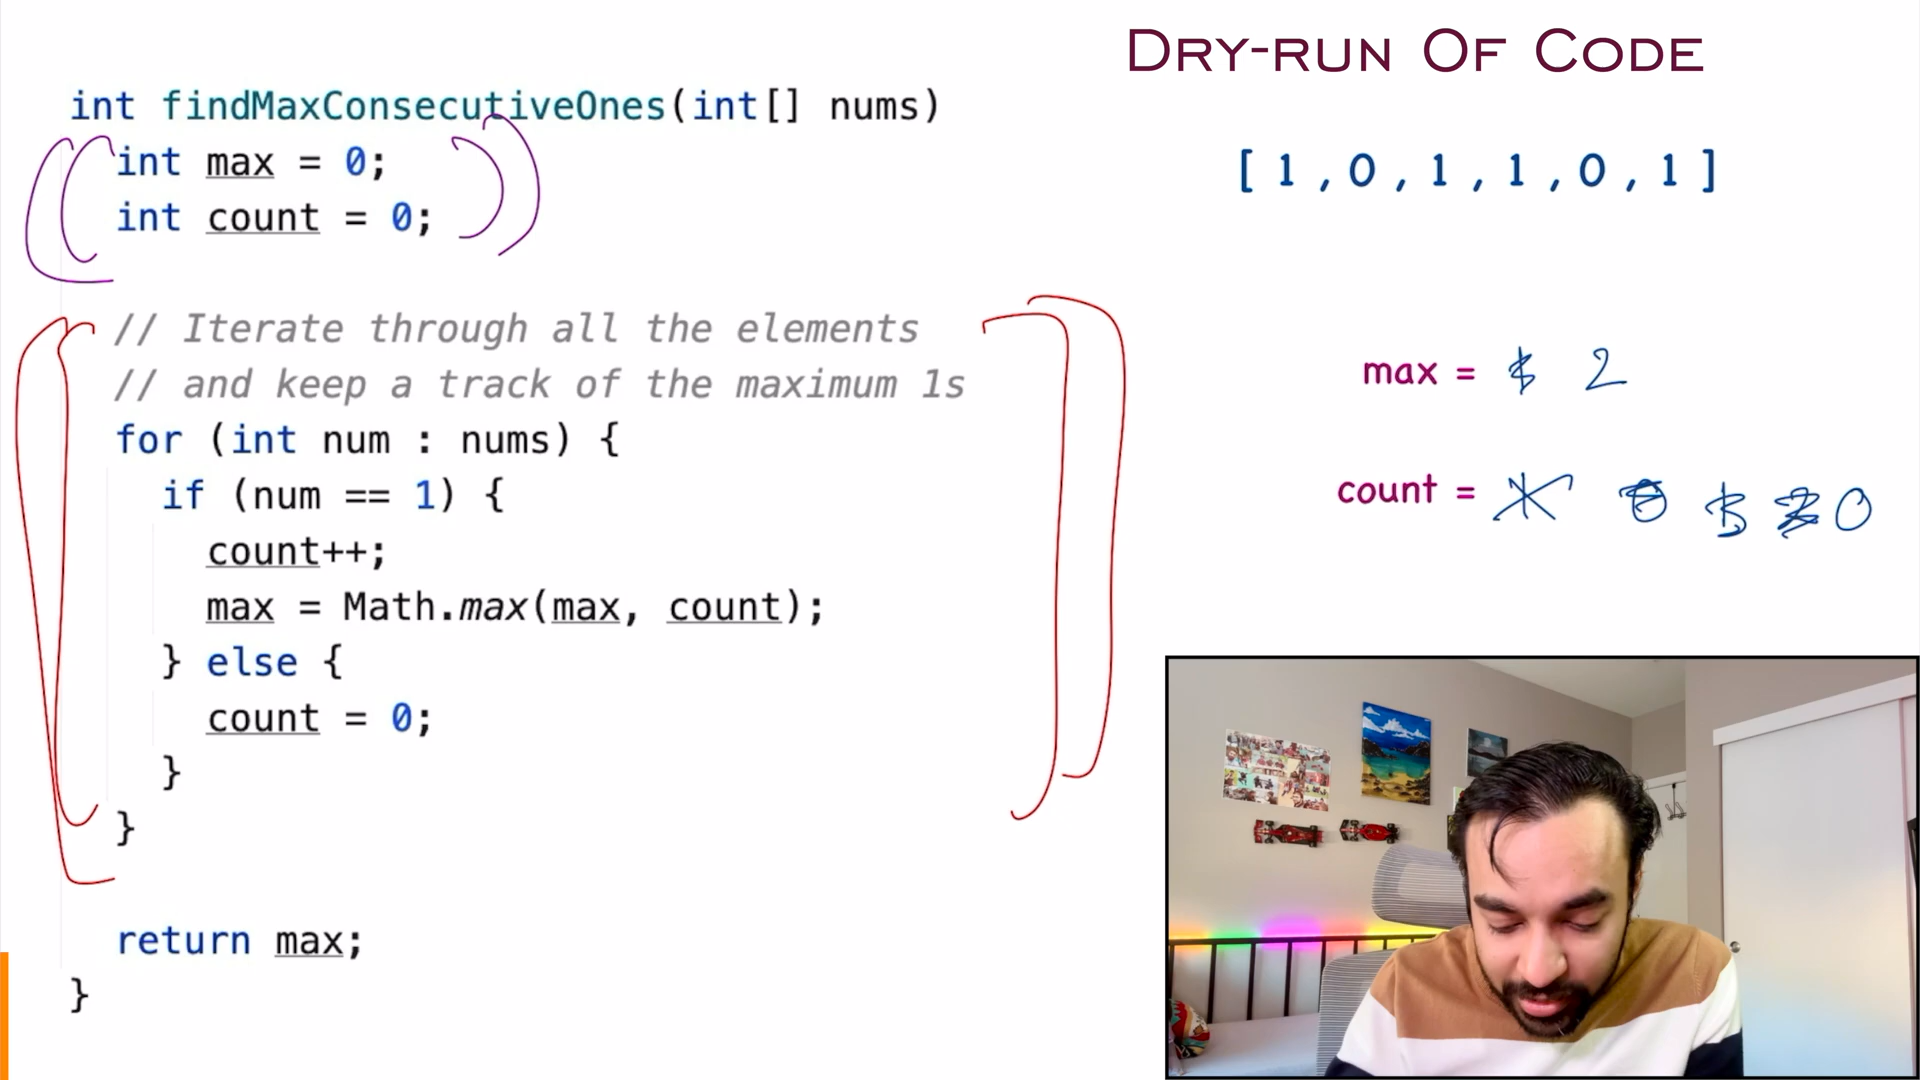 DRY-RUN OF CODE
int findMaxConsecutiveOnes(int[] nums)
int max = 0;
int count = 0;
// Iterate through all the elements
// and keep a track of the maximum 1s
for (int num : nums) {
if (num == 1) {
count++;
max = Math.max(max, count);
} else {
count = 0;
}
}
return max;
}
[ 1 , 0 , 1 , 1 , 0 , 1 ]
max = 2
count = 0